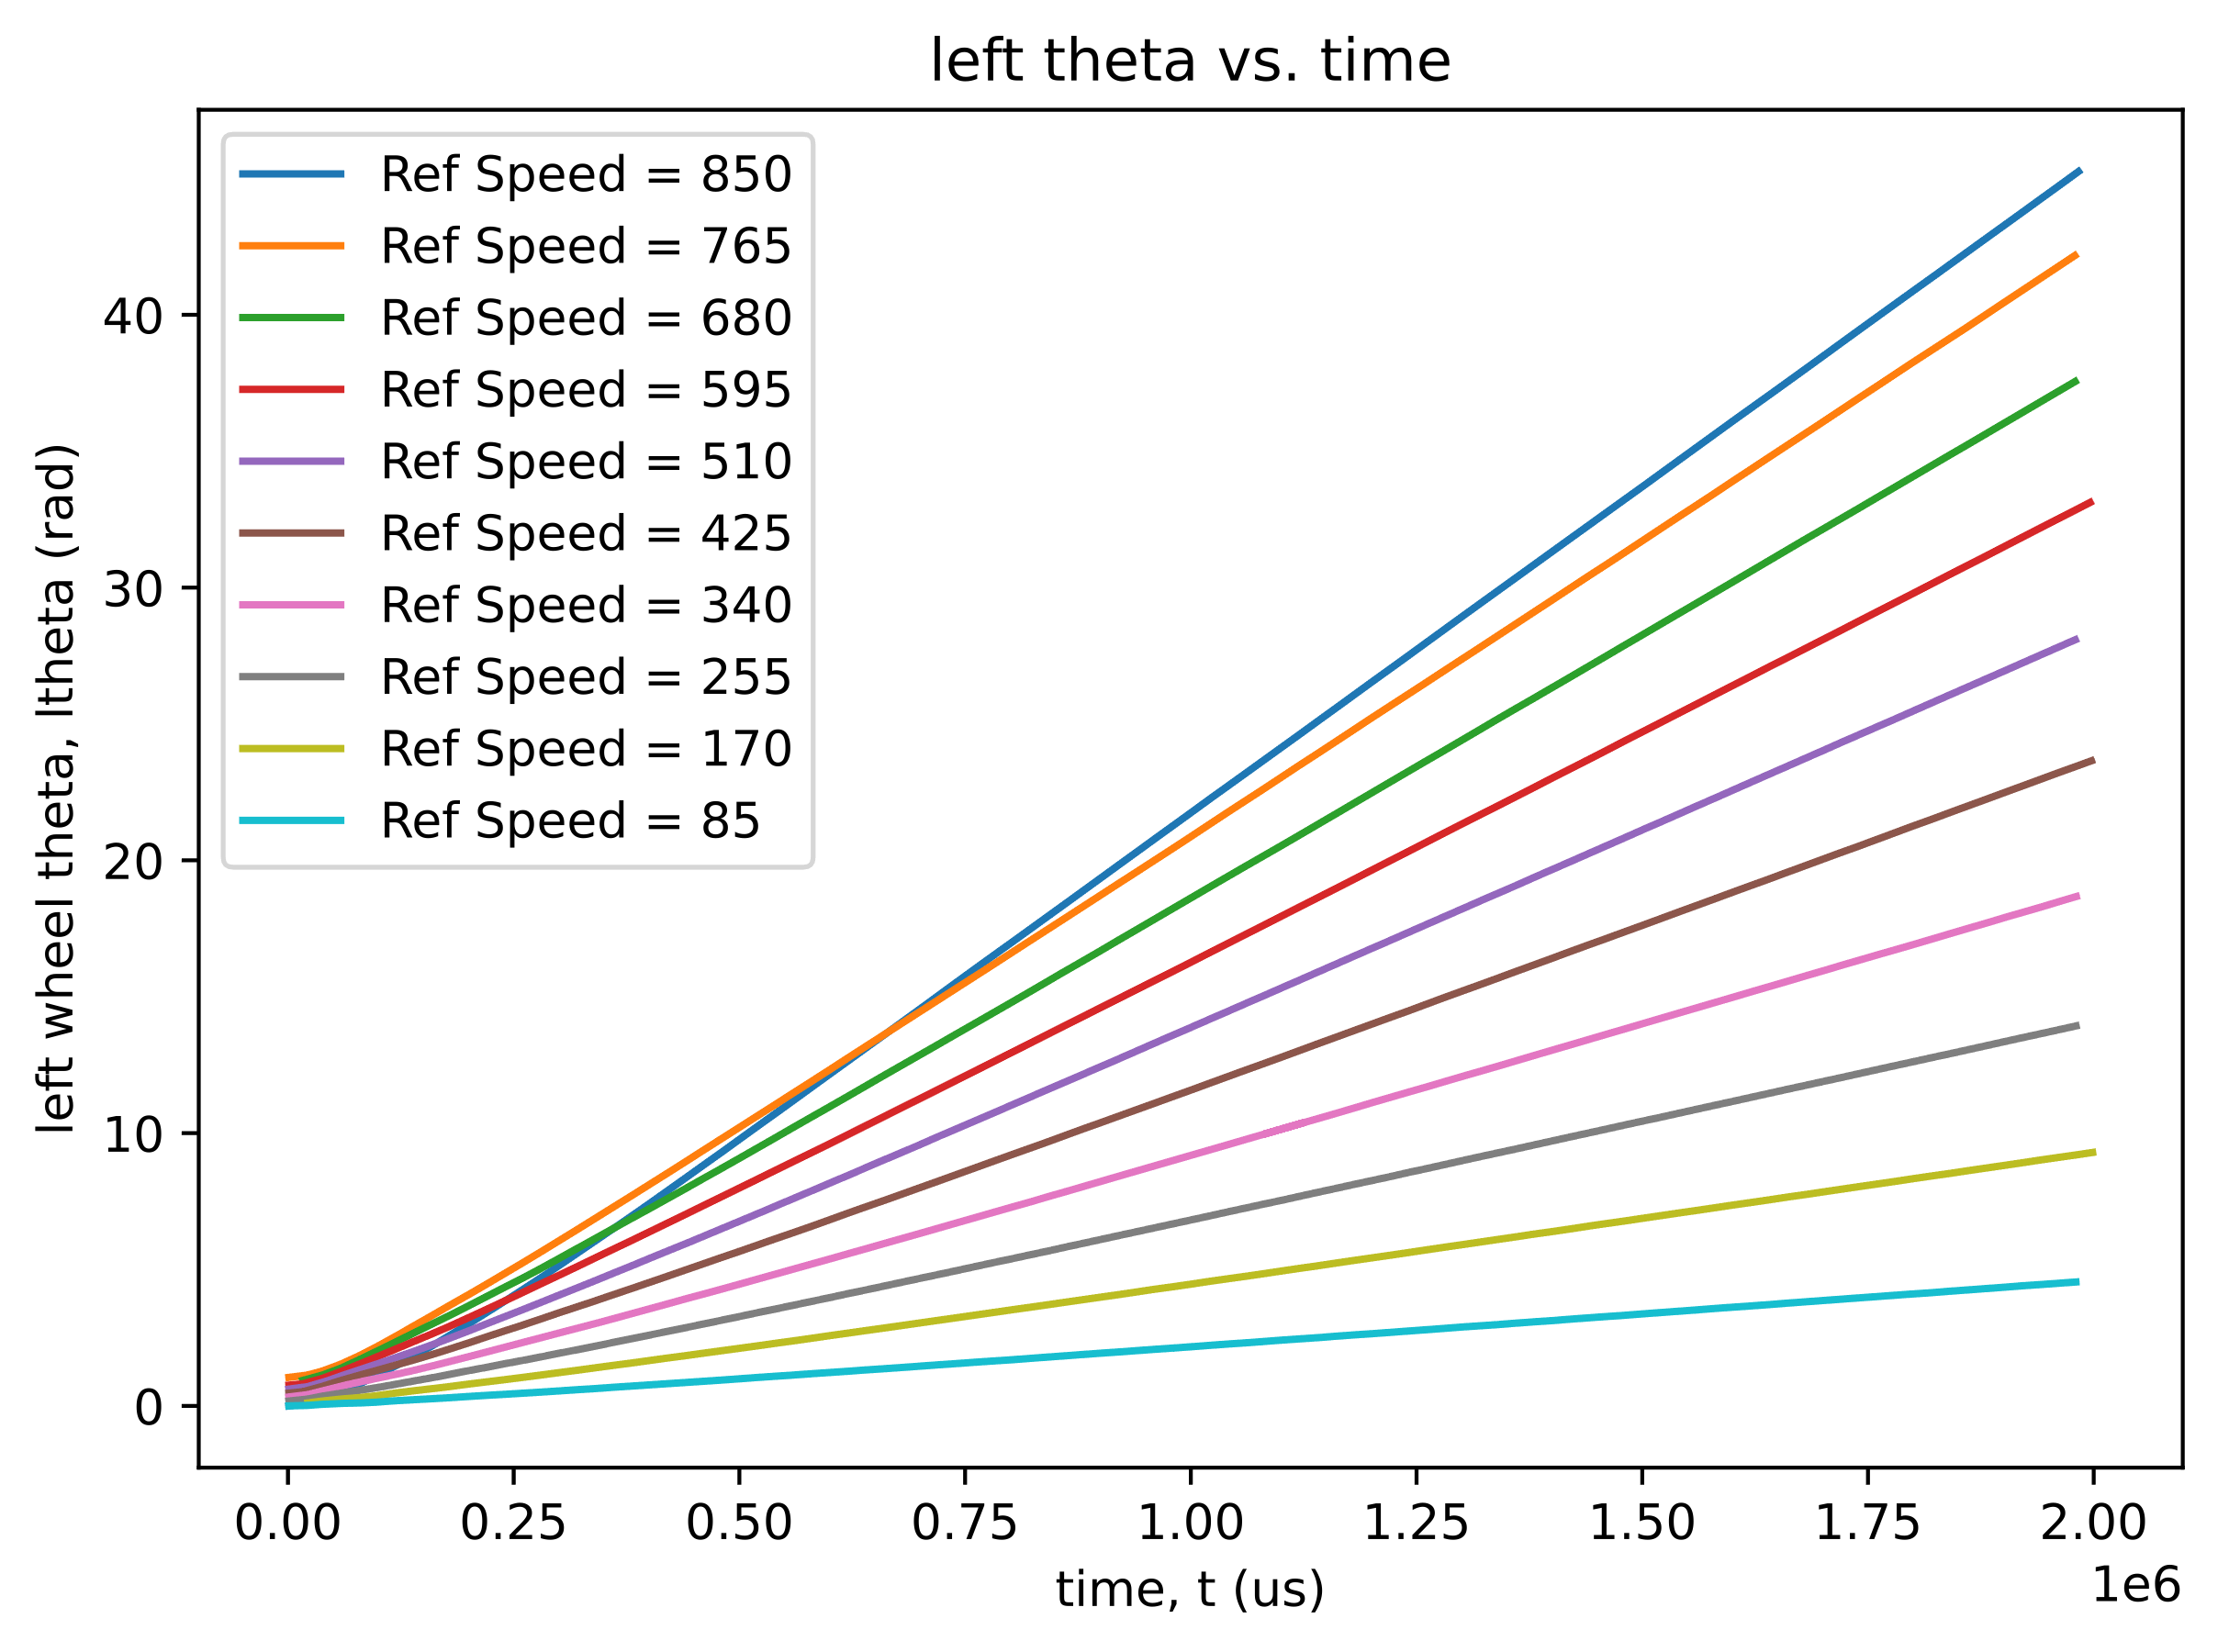 left theta vs. time
Ref Speed = 850
Ref Speed = 765
Ref Speed = 680
Ref Speed = 595
Ref Speed = 510
Ref Speed = 425
Ref Speed = 340
Ref Speed = 255
Ref Speed = 170
Ref Speed = 85
left wheel theta, ltheta (rad)
40
30
20
10
0
0.00 0.25 0.50 0.75 1.00 1.25 1.50 1.75 2.00
1e6
time, t (us)